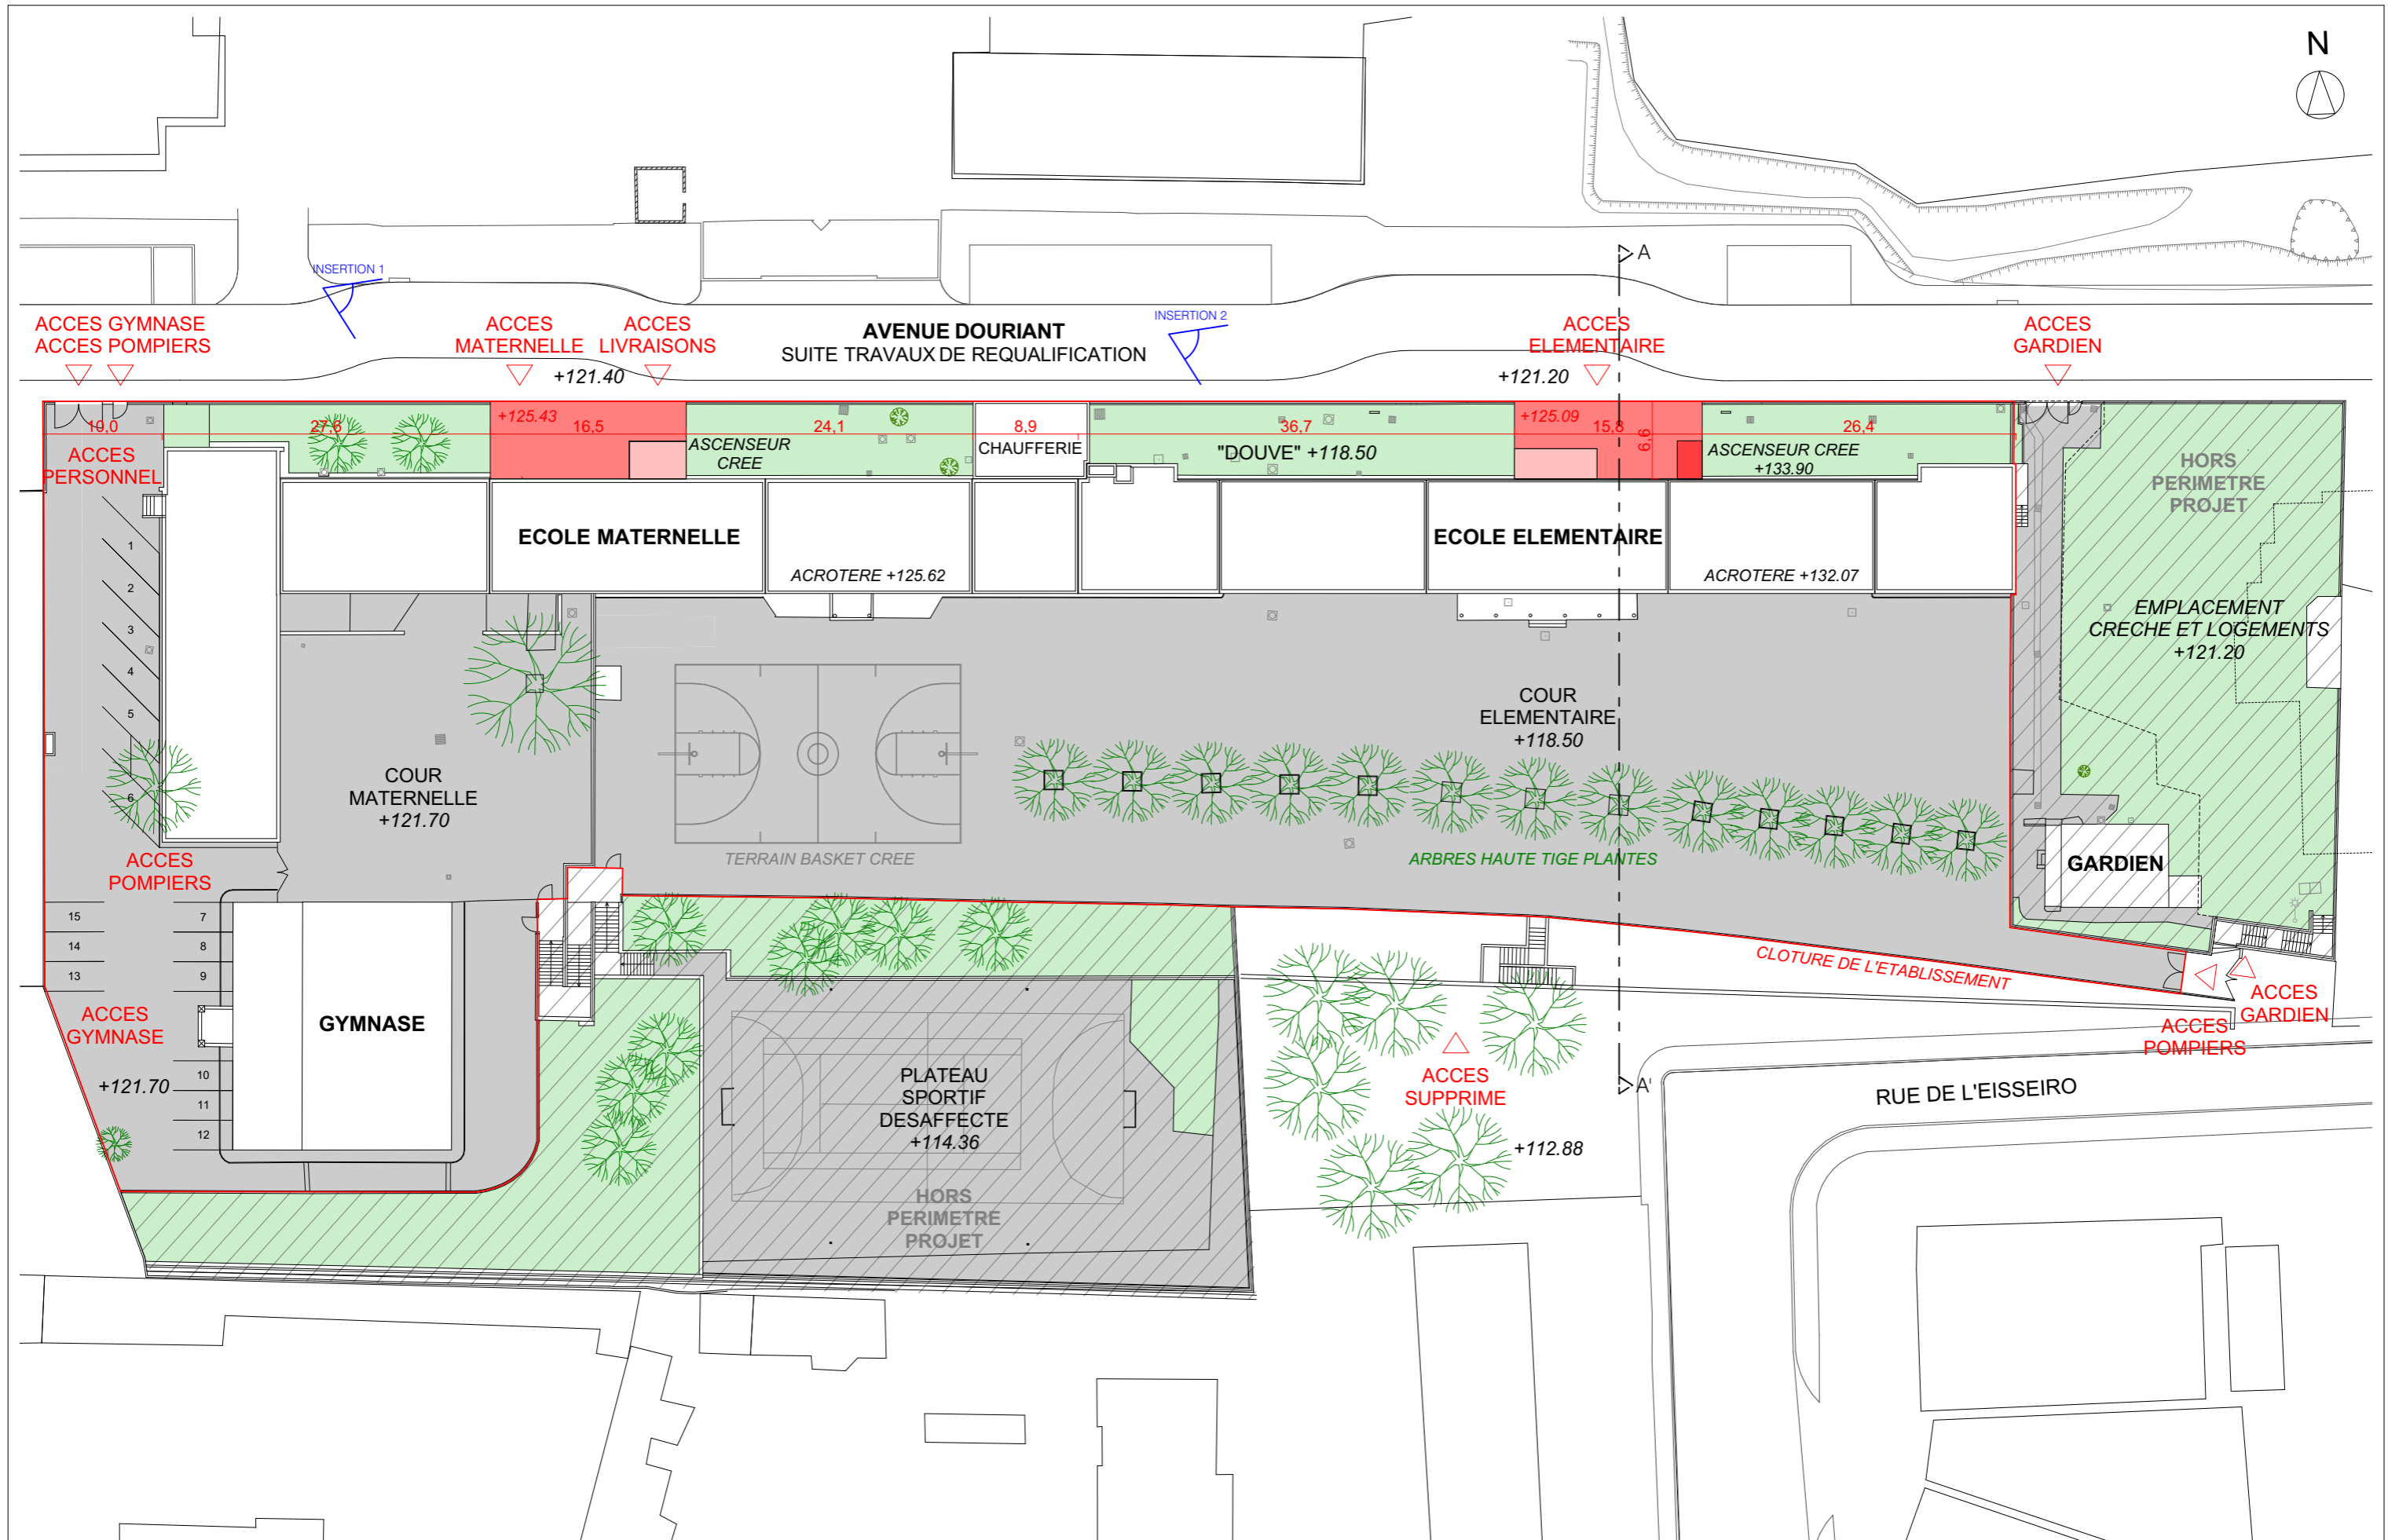 N
A
INSERTION 1
INSERTION 2
ACCES GYMNASE
ACCES POMPIERS
ACCES
MATERNELLE
ACCES
LIVRAISONS
AVENUE DOURIANT
SUITE TRAVAUX DE REQUALIFICATION
ACCES
ELEMENTAIRE
ACCES
GARDIEN
+121.40
+121.20
10,0
27,6
+125.43
16,5
24,1
8,9
36,7
+125.09
15,8
6,6
26,4
ACCES
PERSONNEL
ASCENSEUR
CREE
CHAUFFERIE
"DOUVE" +118.50
ASCENSEUR CREE
+133.90
HORS
PERIMETRE
PROJET
ECOLE MATERNELLE
ECOLE ELEMENTAIRE
ACROTERE +125.62
ACROTERE +132.07
1
2
3
4
5
6
EMPLACEMENT
CRECHE ET LOGEMENTS
+121.20
COUR
ELEMENTAIRE
+118.50
COUR
MATERNELLE
+121.70
TERRAIN BASKET CREE
ARBRES HAUTE TIGE PLANTES
GARDIEN
ACCES
POMPIERS
15
14
13
7
8
9
CLOTURE DE L'ETABLISSEMENT
ACCES
GARDIEN
ACCES
POMPIERS
ACCES
GYMNASE
GYMNASE
+121.70
10
11
12
PLATEAU
SPORTIF
DESAFFECTE
+114.36
ACCES
SUPPRIME
A'
RUE DE L'EISSEIRO
+112.88
HORS
PERIMETRE
PROJET